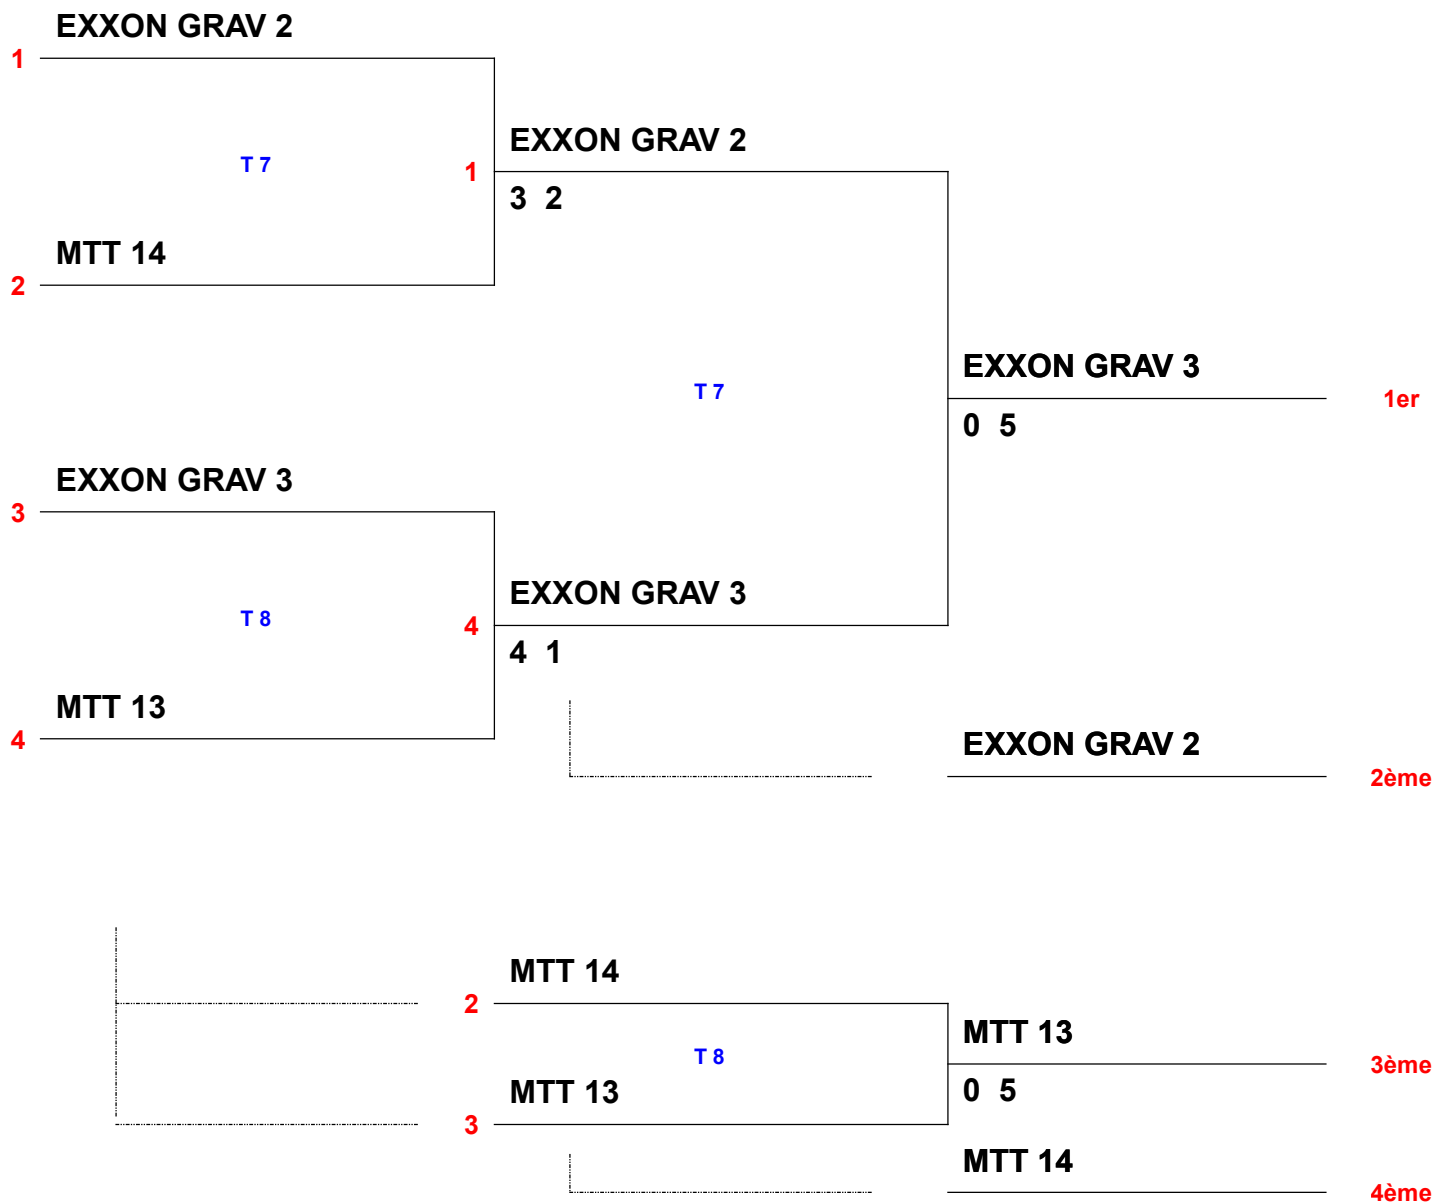 EXXON GRAV 2
1
EXXON GRAV 2
T 7
1
3 2
MTT 14
2
EXXON GRAV 3
T 7
1er
0 5
EXXON GRAV 3
3
EXXON GRAV 3
T 8
4
4 1
MTT 13
4
EXXON GRAV 2
2ème
MTT 14
2
MTT 13
T 8
3ème
MTT 13
0 5
3
MTT 14
4ème